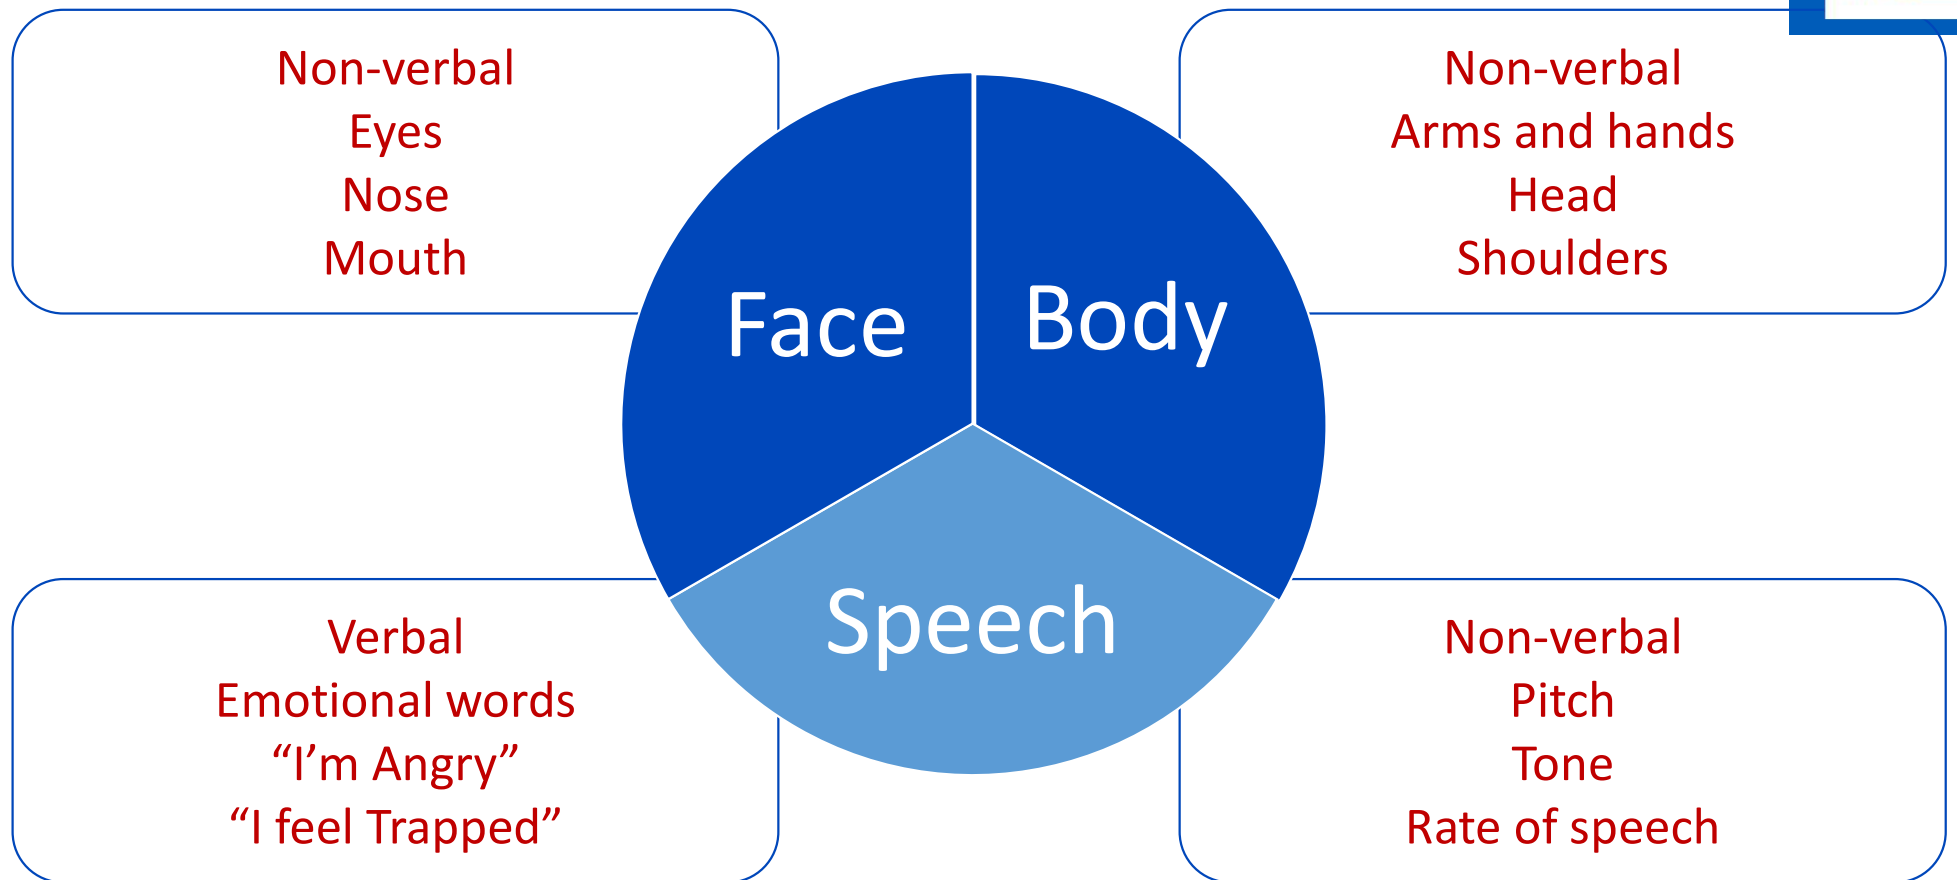 Non-verbal
Eyes
Nose
Mouth
Non-verbal
Arms and hands
Head
Shoulders
Face
Body
Speech
Verbal
Emotional words
“I’m Angry”
“I feel Trapped”
Non-verbal
Pitch
Tone
Rate of speech